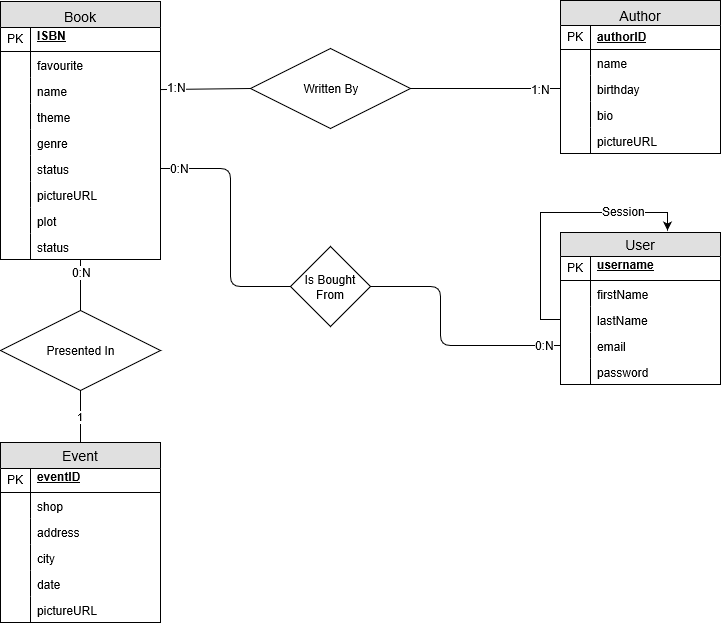 Book
PK ISBN
favourite
name
theme
genre
status
pictureURL
plot
status
1:N
Written By
1:N
Author
PK authorID
name
birthday
bio
pictureURL
0:N
Is Bought
From
0:N
Session
User
PK username
firstName
lastName
email
password
0:N
Presented In
1
Event
PK eventID
shop
address
city
date
pictureURL